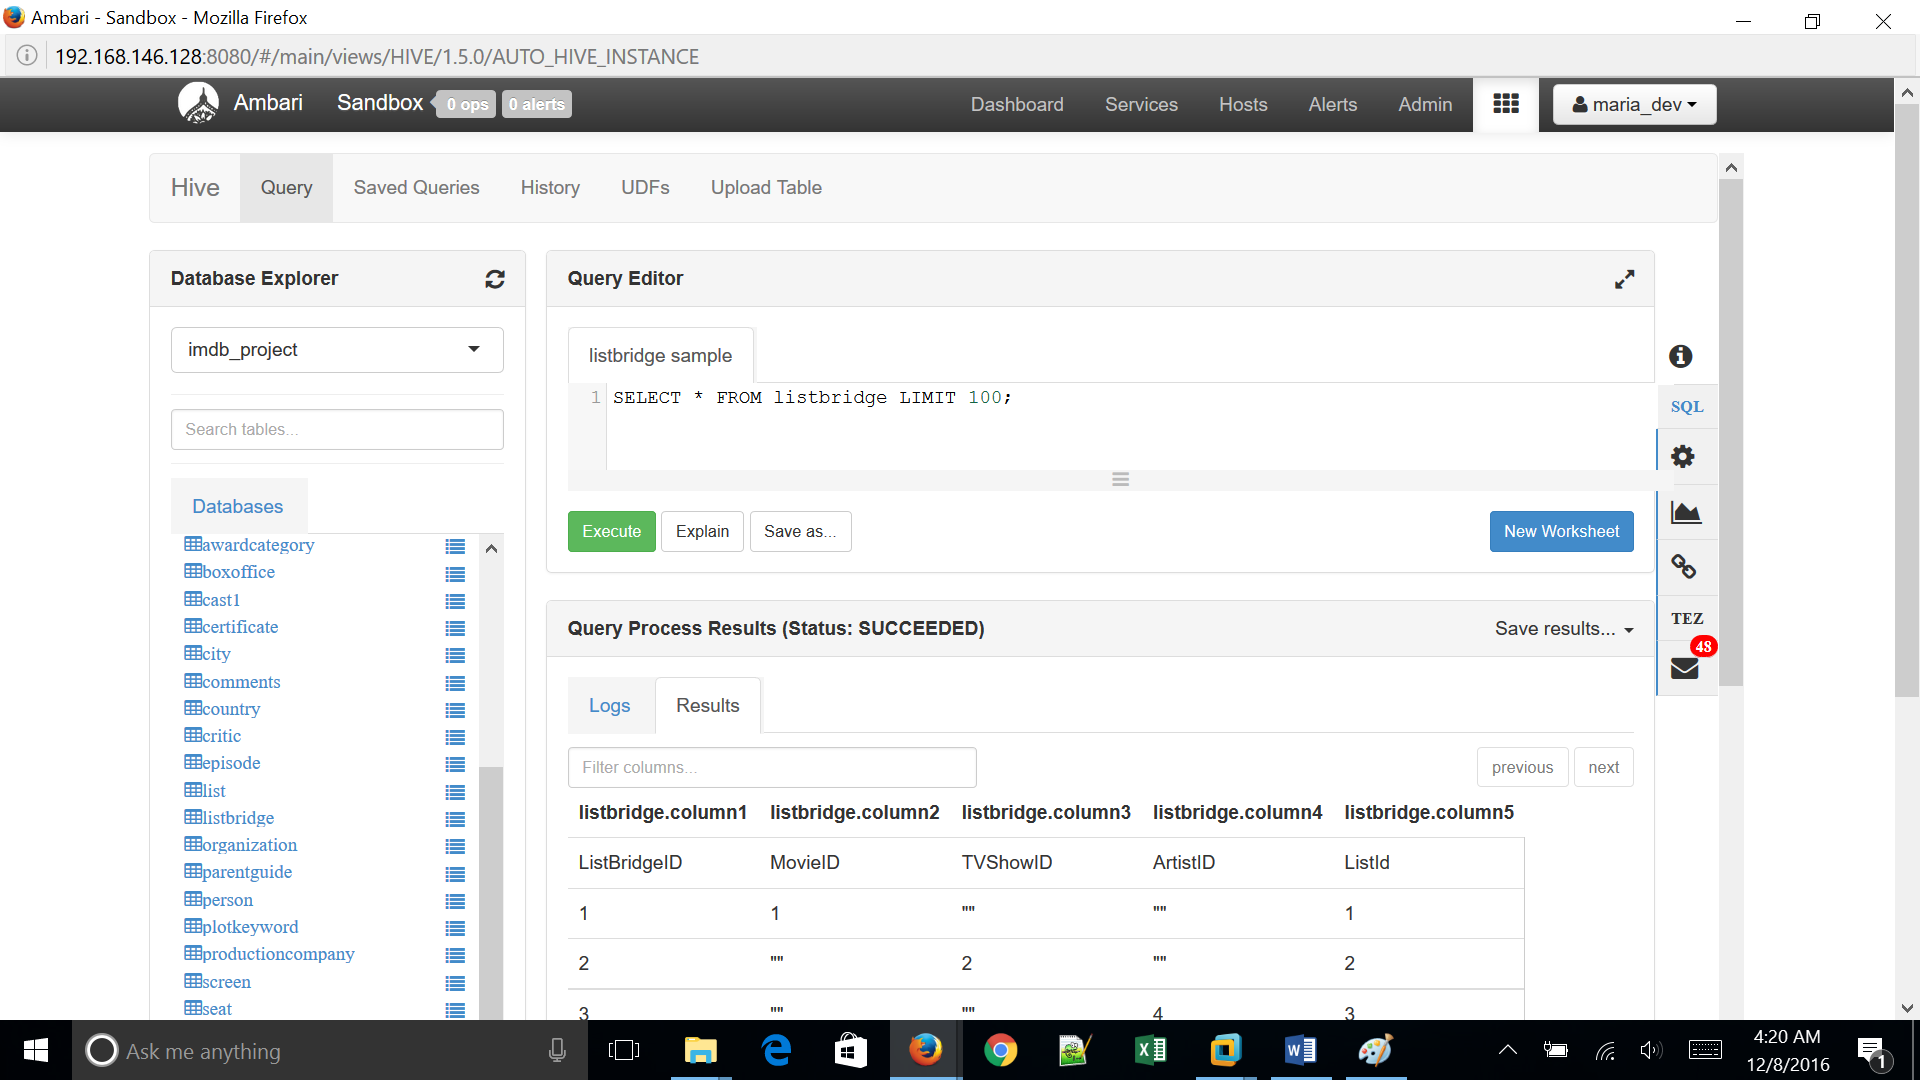 Ambari - Sandbox - Mozilla Firefox
192.168.146.128:8080/#/main/views/HIVE/1.5.0/AUTO_HIVE_INSTANCE
Ambari Sandbox 0 ops 0 alerts Dashboard Services Hosts Alerts Admin maria_dev
Hive Query Saved Queries History UDFs Upload Table
Database Explorer
imdb_project
Search tables...
Databases
awardcategory
boxoffice
cast1
certificate
city
comments
country
critic
episode
list
listbridge
organization
parentguide
person
plotkeyword
productioncompany
screen
seat
Query Editor
listbridge sample
1 SELECT * FROM listbridge LIMIT 100;
Execute Explain Save as... New Worksheet
SQL
TEZ
48
Query Process Results (Status: SUCCEEDED) Save results...
Logs Results
Filter columns... previous next
listbridge.column1 listbridge.column2 listbridge.column3 listbridge.column4 listbridge.column5
ListBridgeID MovieID TVShowID ArtistID ListId
1 1 "" "" 1
2 "" 2 "" 2
3 "" "" 4 3
Ask me anything
4:20 AM
12/8/2016
1